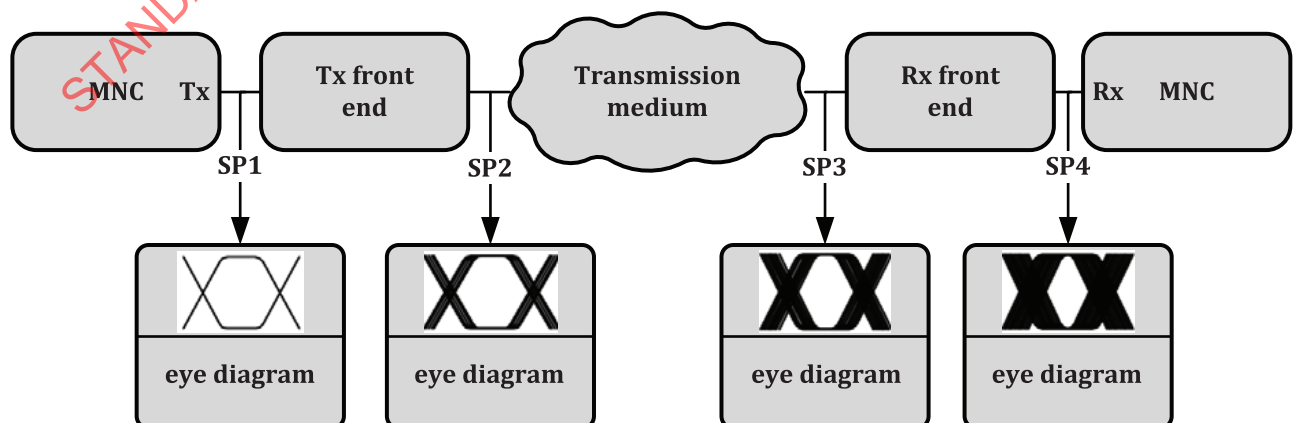 STAND
MNC Tx
Tx front
end
Transmission
medium
Rx front
end
Rx MNC
SP1
SP2
SP3
SP4
eye diagram
eye diagram
eye diagram
eye diagram